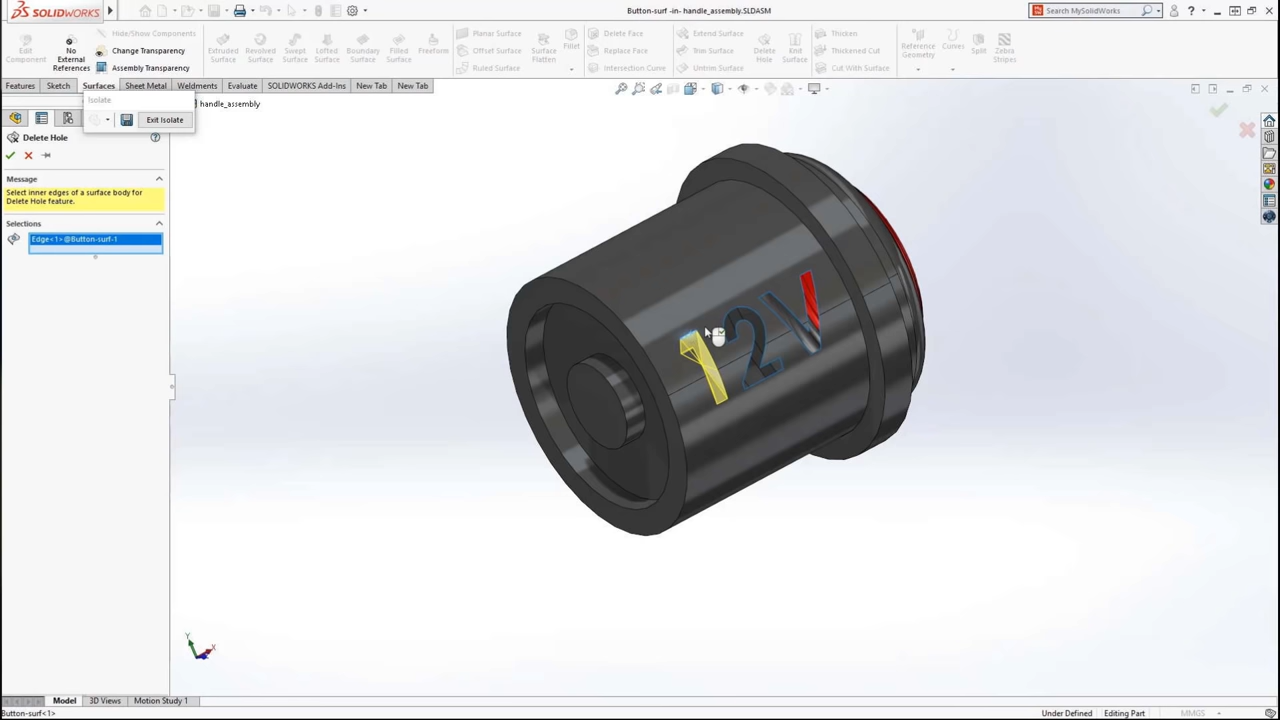 SOLIDWORKS
Button-surf -in- handle_assembly.SLDASM
Search MySolidWorks
Edit Component
No External References
Hide/Show Components
Change Transparency
Assembly Transparency
Extruded Surface
Revolved Surface
Swept Surface
Lofted Surface
Boundary Surface
Filled Surface
Freeform
Planar Surface
Offset Surface
Ruled Surface
Surface Flatten
Fillet
Delete Face
Replace Face
Intersection Curve
Extend Surface
Trim Surface
Untrim Surface
Delete Hole
Knit Surface
Thicken
Thickened Cut
Cut With Surface
Reference Geometry
Curves
Split
Zebra Stripes
Features
Sketch
Surfaces
Sheet Metal
Weldments
Evaluate
SOLIDWORKS Add-Ins
New Tab
New Tab
Isolate
Exit Isolate
handle_assembly
Delete Hole
Message
Select inner edges of a surface body for
Delete Hole feature.
Selections
Edge<1>@Button-surf-1
12V
Y
X
Model
3D Views
Motion Study 1
Button-surf<1>
Under Defined
Editing Part
MMGS